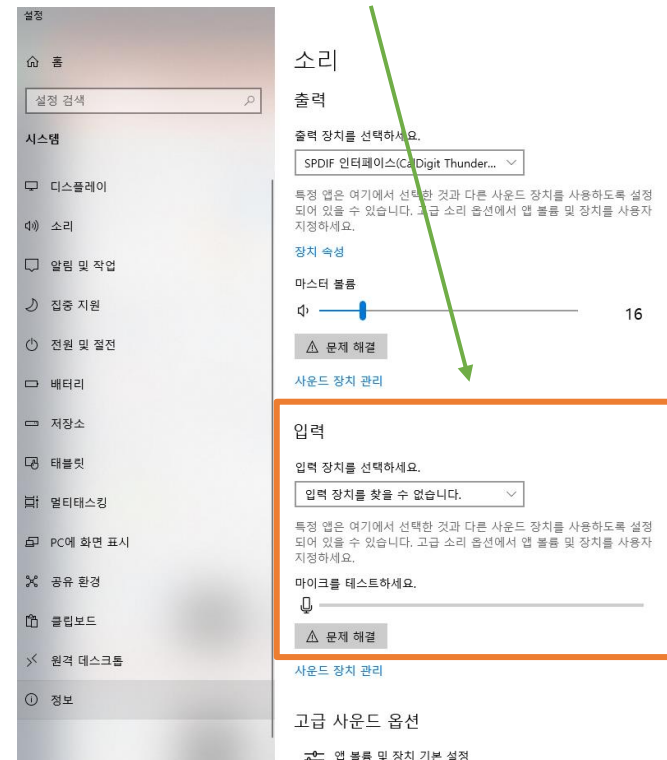 설정
홈
설정 검색
시스템
디스플레이
소리
알림 및 작업
집중 지원
전원 및 절전
배터리
저장소
태블릿
멀티태스킹
PC에 화면 표시
공유 환경
클립보드
원격 데스크톱
정보
소리
출력
출력 장치를 선택하세요.
SPDIF 인터페이스(CalDigit Thunder...
특정 앱은 여기에서 선택한 것과 다른 사운드 장치를 사용하도록 설정
되어 있을 수 있습니다. 고급 소리 옵션에서 앱 볼륨 및 장치를 사용자
지정하세요.
장치 속성
마스터 볼륨
16
문제 해결
사운드 장치 관리
입력
입력 장치를 선택하세요.
입력 장치를 찾을 수 없습니다.
특정 앱은 여기에서 선택한 것과 다른 사운드 장치를 사용하도록 설정
되어 있을 수 있습니다. 고급 소리 옵션에서 앱 볼륨 및 장치를 사용자
지정하세요.
마이크를 테스트하세요.
문제 해결
사운드 장치 관리
고급 사운드 옵션
앱 볼륨 및 장치 기본 설정